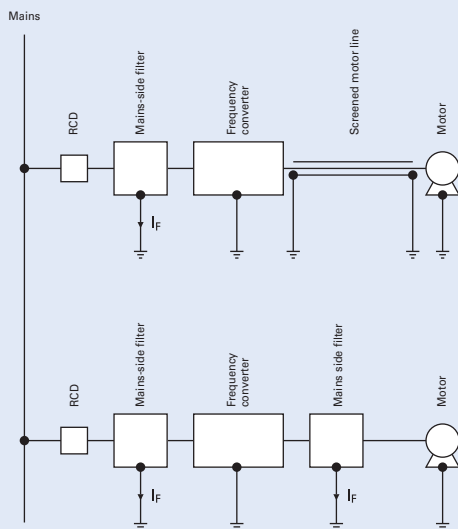 Mains
RCD
Mains-side filter
Frequency
converter
Screened motor line
Motor
IF
RCD
Mains-side filter
Frequency
converter
Mains side filter
Motor
IF
IF